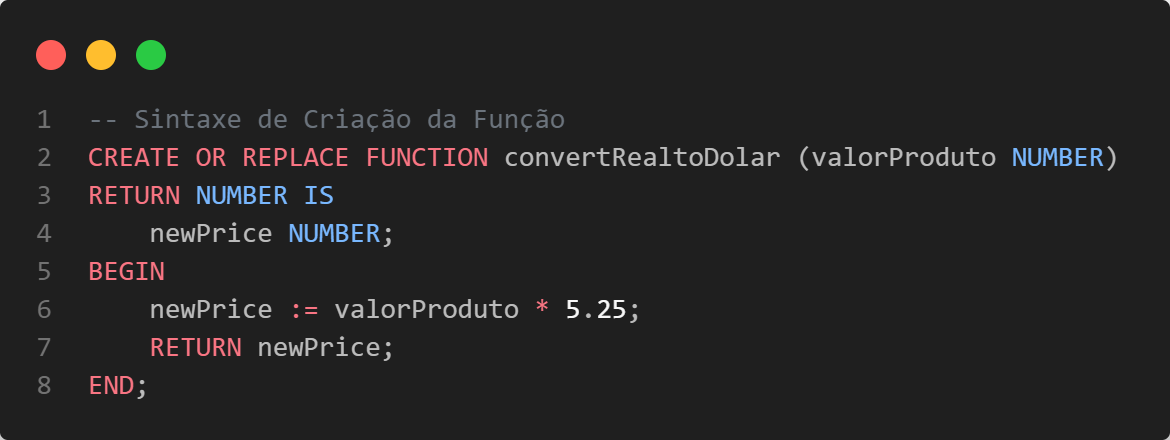 1 -- Sintaxe de Criação da Função
2 CREATE OR REPLACE FUNCTION convertRealtoDolar (valorProduto NUMBER)
3 RETURN NUMBER IS
4     newPrice NUMBER;
5 BEGIN
6     newPrice := valorProduto * 5.25;
7     RETURN newPrice;
8 END;